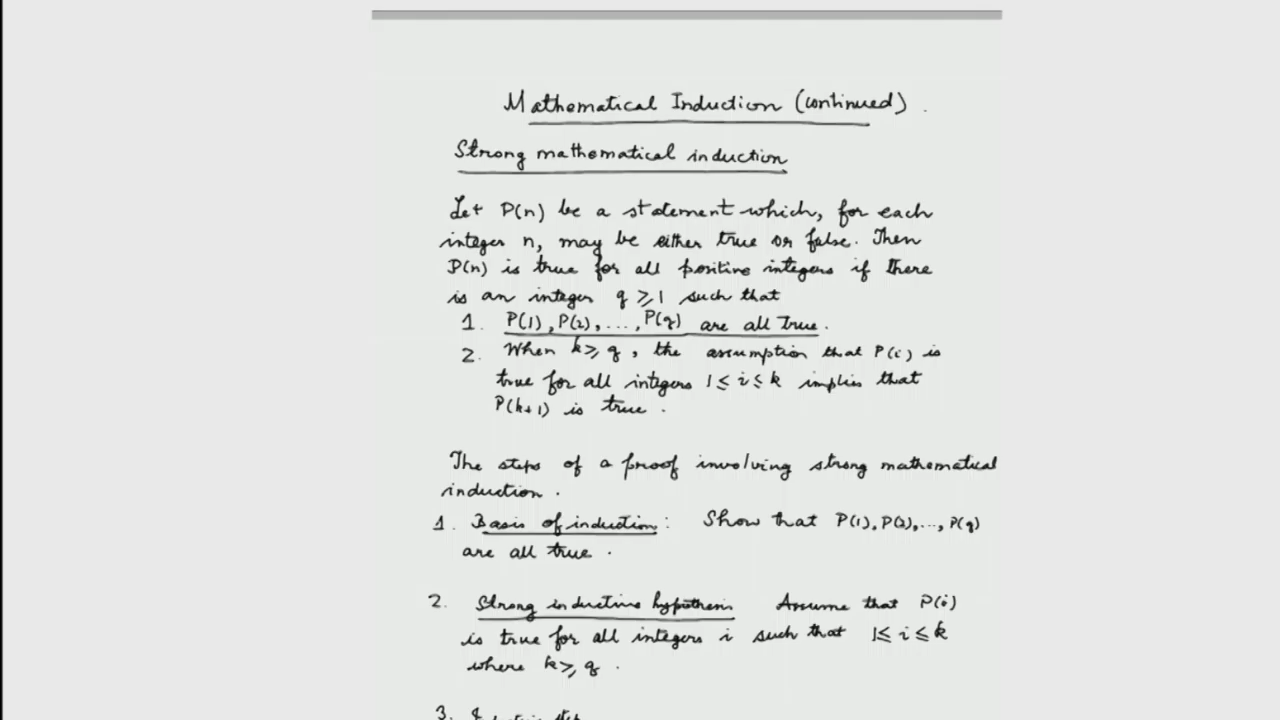 Mathematical Induction (continued).
Strong mathematical induction
Let P(n) be a statement which, for each
integer n, may be either true or false. Then
P(n) is true for all positive integers if there
is an integer q ⩾ 1 such that
1. P(1), P(2), ..., P(q) are all true.
2. When k ⩾ q, the assumption that P(i) is
true for all integers 1 ≤ i ≤ k implies that
P(k+1) is true.
The steps of a proof involving strong mathematical
induction.
1. Basis of induction: Show that P(1), P(2), ..., P(q)
are all true.
2. Strong inductive hypothesis Assume that P(i)
is true for all integers i such that 1 ≤ i ≤ k
where k ⩾ q.
3.